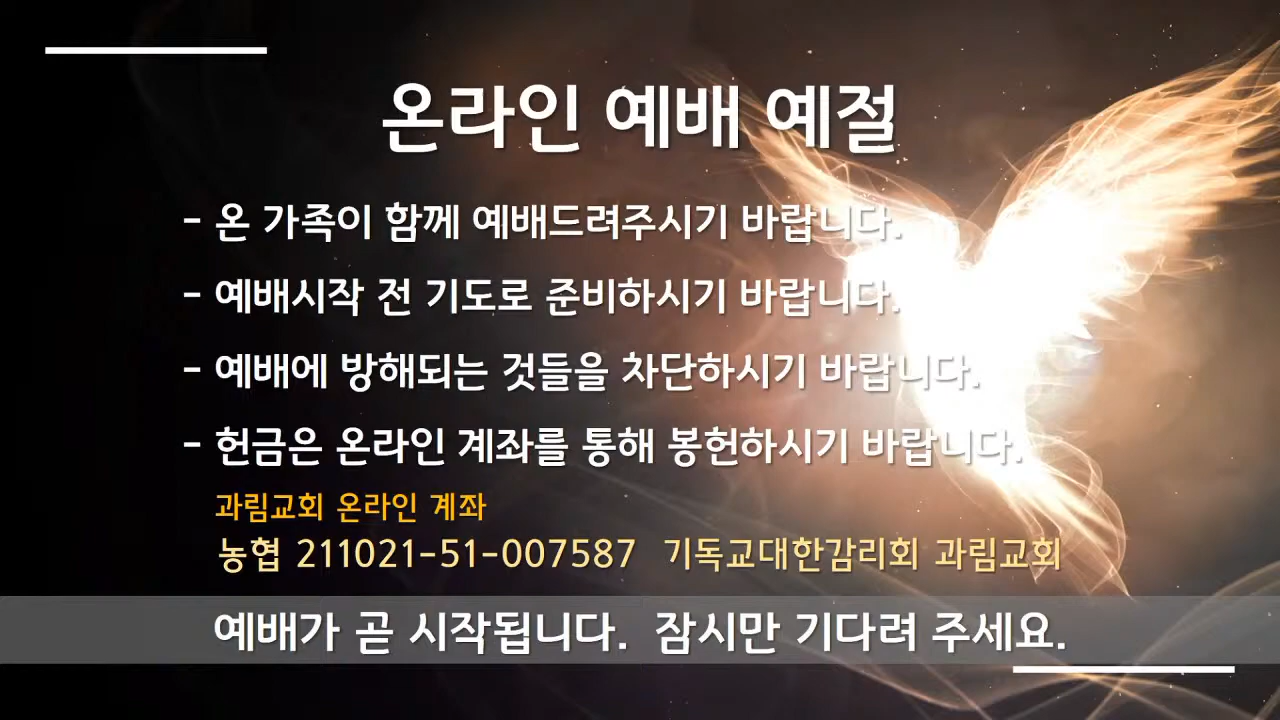 온라인 예배 예절
- 온 가족이 함께 예배드려주시기 바랍니다.
- 예배시작 전 기도로 준비하시기 바랍니다.
- 예배에 방해되는 것들을 차단하시기 바랍니다.
- 헌금은 온라인 계좌를 통해 봉헌하시기 바랍니다.
과림교회 온라인 계좌
농협 211021-51-007587 기독교대한감리회 과림교회
예배가 곧 시작됩니다. 잠시만 기다려 주세요.